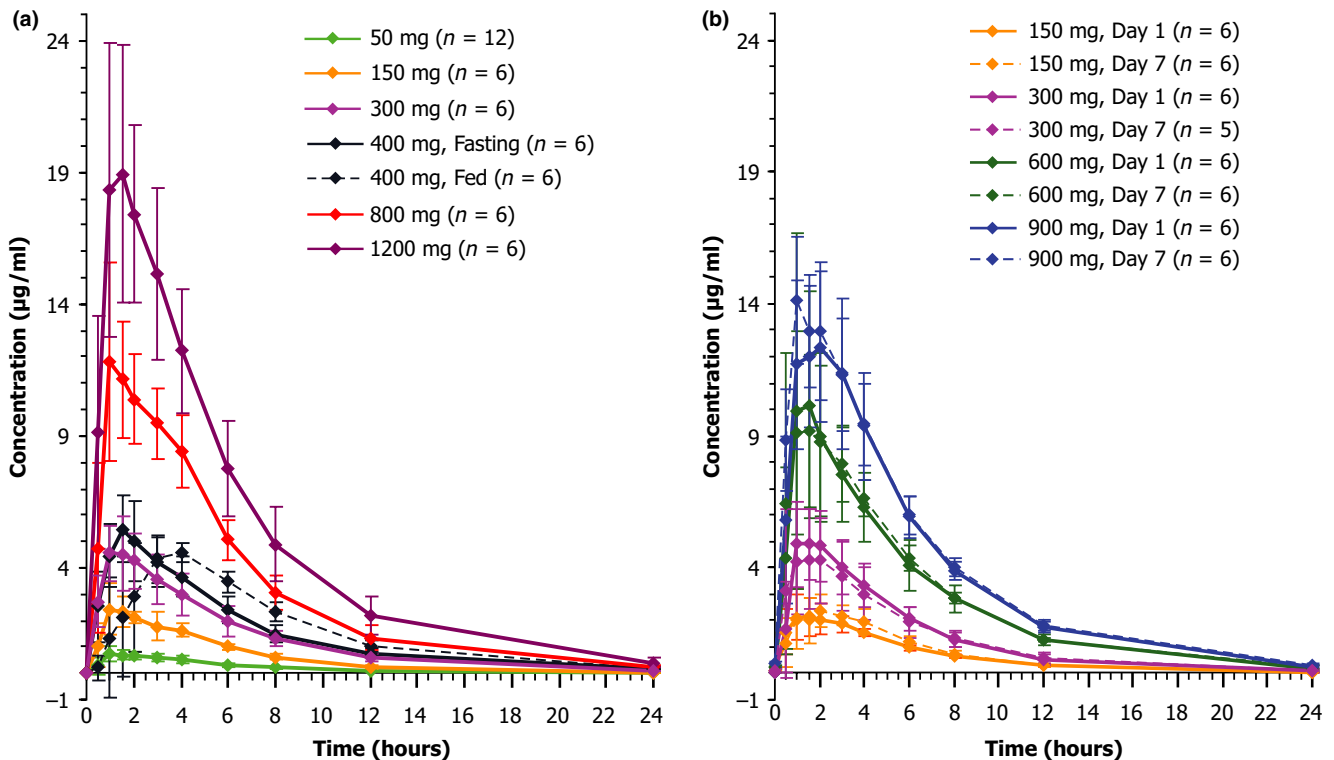 (a)
50 mg (n = 12)
150 mg (n = 6)
300 mg (n = 6)
400 mg, Fasting (n = 6)
400 mg, Fed (n = 6)
800 mg (n = 6)
1200 mg (n = 6)
Concentration (µg/ml)
24
19
14
9
4
−1
0 2 4 6 8 10 12 14 16 18 20 22 24
Time (hours)
(b)
150 mg, Day 1 (n = 6)
150 mg, Day 7 (n = 6)
300 mg, Day 1 (n = 6)
300 mg, Day 7 (n = 5)
600 mg, Day 1 (n = 6)
600 mg, Day 7 (n = 6)
900 mg, Day 1 (n = 6)
900 mg, Day 7 (n = 6)
Concentration (µg/ml)
24
19
14
9
4
−1
0 2 4 6 8 10 12 14 16 18 20 22 24
Time (hours)